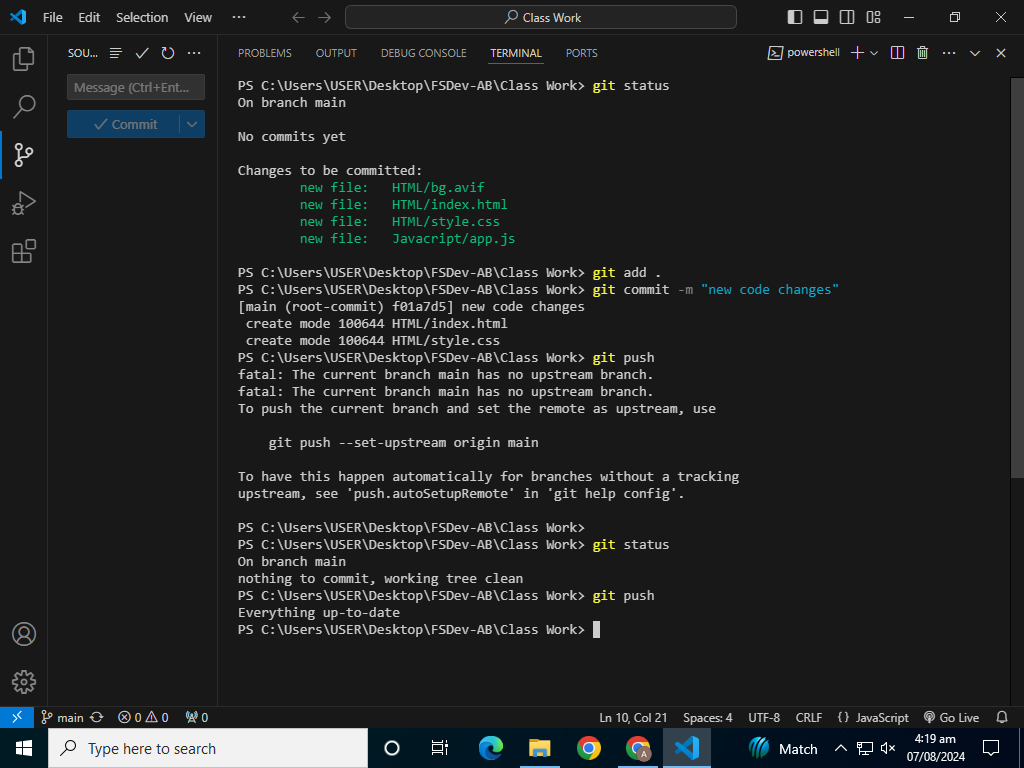 File Edit Selection View ··· Class Work
SOU... ···
PROBLEMS OUTPUT DEBUG CONSOLE TERMINAL PORTS powershell ···
Message (Ctrl+Ent...
Commit
PS C:\Users\USER\Desktop\FSDev-AB\Class Work> git status
On branch main
No commits yet
Changes to be committed:
new file: HTML/bg.avif
new file: HTML/index.html
new file: HTML/style.css
new file: Javacript/app.js
PS C:\Users\USER\Desktop\FSDev-AB\Class Work> git add .
PS C:\Users\USER\Desktop\FSDev-AB\Class Work> git commit -m "new code changes"
[main (root-commit) f01a7d5] new code changes
create mode 100644 HTML/index.html
create mode 100644 HTML/style.css
PS C:\Users\USER\Desktop\FSDev-AB\Class Work> git push
fatal: The current branch main has no upstream branch.
fatal: The current branch main has no upstream branch.
To push the current branch and set the remote as upstream, use
git push --set-upstream origin main
To have this happen automatically for branches without a tracking
upstream, see 'push.autoSetupRemote' in 'git help config'.
PS C:\Users\USER\Desktop\FSDev-AB\Class Work>
PS C:\Users\USER\Desktop\FSDev-AB\Class Work> git status
On branch main
nothing to commit, working tree clean
PS C:\Users\USER\Desktop\FSDev-AB\Class Work> git push
Everything up-to-date
PS C:\Users\USER\Desktop\FSDev-AB\Class Work>
main 0 0 0 Ln 10, Col 21 Spaces: 4 UTF-8 CRLF {} JavaScript Go Live
Type here to search A Match 4:19 am
07/08/2024